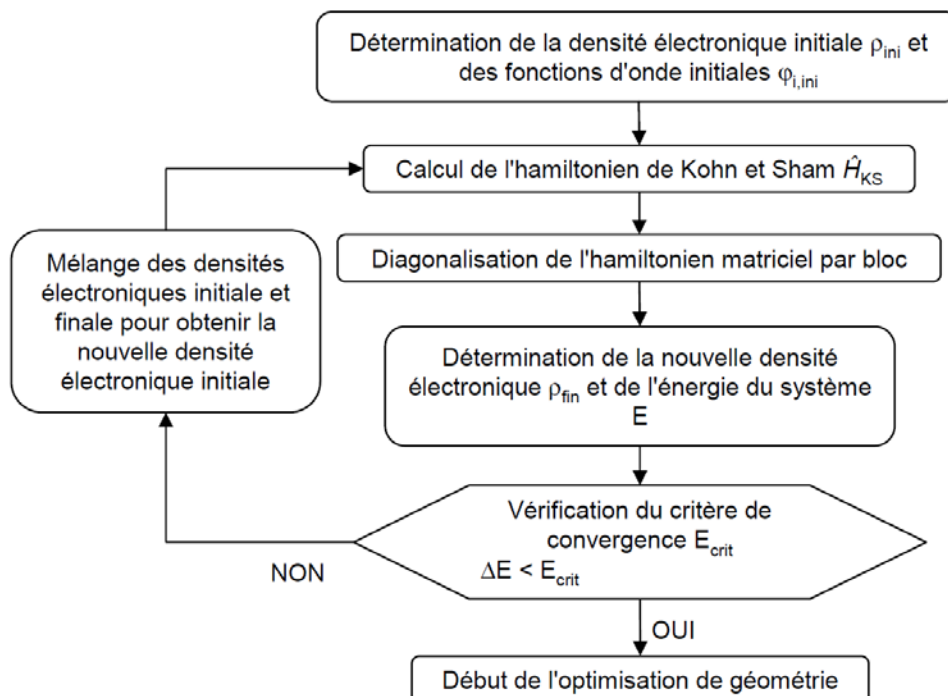 Détermination de la densité électronique initiale ρini et
des fonctions d'onde initiales φi,ini
Calcul de l'hamiltonien de Kohn et Sham ĤKS
Diagonalisation de l'hamiltonien matriciel par bloc
Mélange des densités
électroniques initiale et
finale pour obtenir la
nouvelle densité
électronique initiale
Détermination de la nouvelle densité
électronique ρfin et de l'énergie du système
E
Vérification du critère de
convergence Ecrit
ΔE < Ecrit
NON
OUI
Début de l'optimisation de géométrie